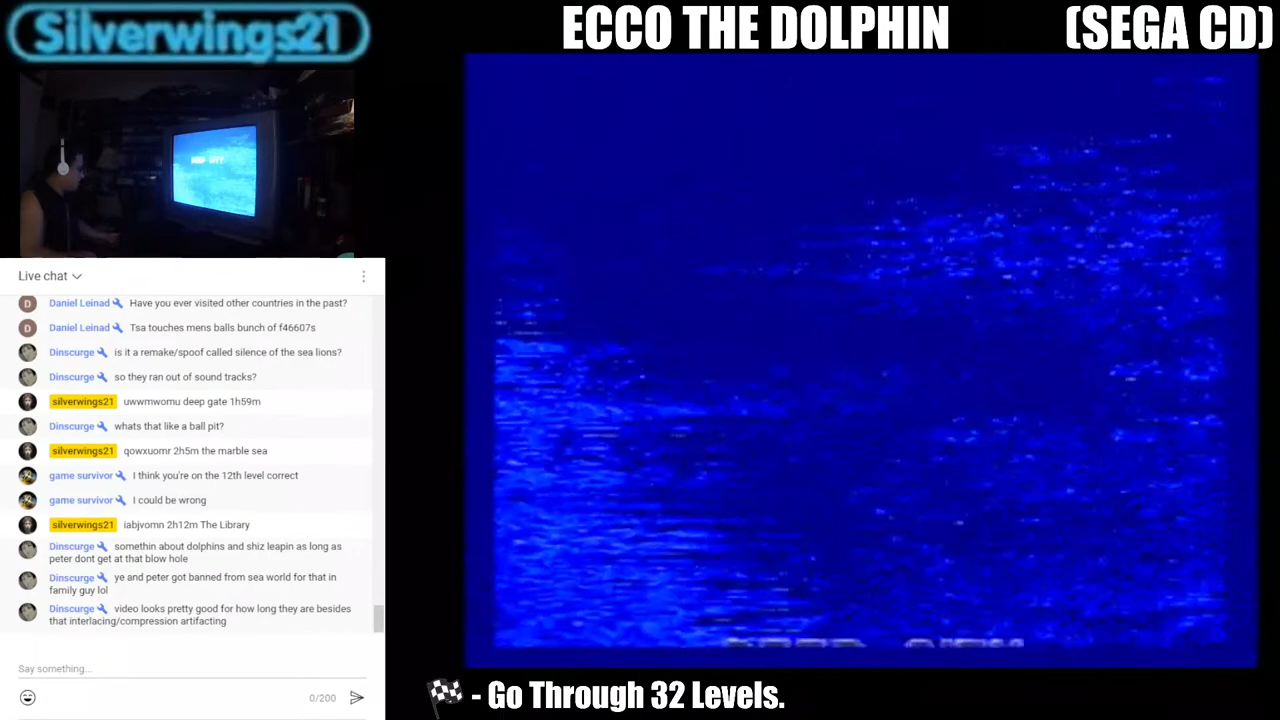 Silverwings21
ECCO THE DOLPHIN
(SEGA CD)
Live chat
D Daniel Leinad Have you ever visited other countries in the past?
D Daniel Leinad Tsa touches mens balls bunch of f46607s
Dinscurge is it a remake/spoof called silence of the sea lions?
Dinscurge so they ran out of sound tracks?
silverwings21 uwwmwomu deep gate 1h59m
Dinscurge whats that like a ball pit?
silverwings21 qowxuomr 2h5m the marble sea
game survivor I think you're on the 12th level correct
game survivor I could be wrong
silverwings21 iabjvomn 2h12m The Library
Dinscurge somethin about dolphins and shiz leapin as long as
peter dont get at that blow hole
Dinscurge ye and peter got banned from sea world for that in
family guy lol
Dinscurge video looks pretty good for how long they are besides
that interlacing/compression artifacting
Say something...
0/200
- Go Through 32 Levels.